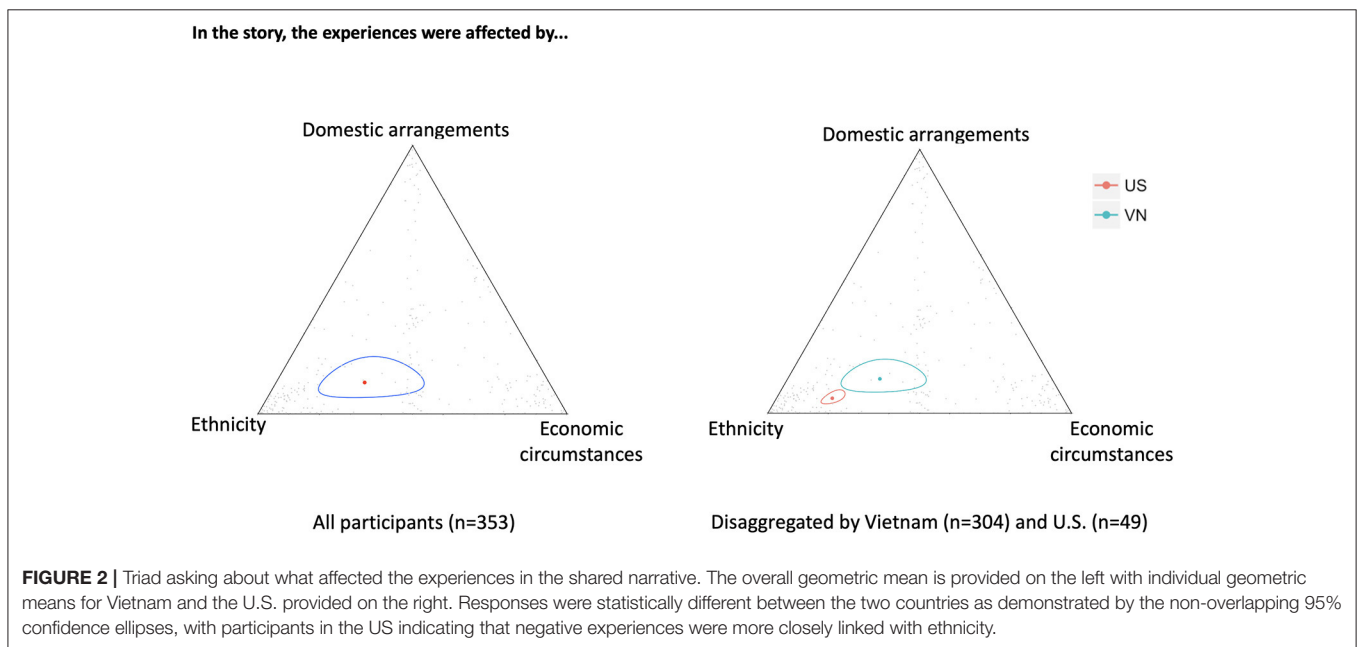 In the story, the experiences were affected by...
Domestic arrangements
Ethnicity
Economic
circumstances
All participants (n=353)
Domestic arrangements
US
VN
Ethnicity
Economic
circumstances
Disaggregated by Vietnam (n=304) and U.S. (n=49)
FIGURE 2 | Triad asking about what affected the experiences in the shared narrative. The overall geometric mean is provided on the left with individual geometric
means for Vietnam and the U.S. provided on the right. Responses were statistically different between the two countries as demonstrated by the non-overlapping 95%
confidence ellipses, with participants in the US indicating that negative experiences were more closely linked with ethnicity.